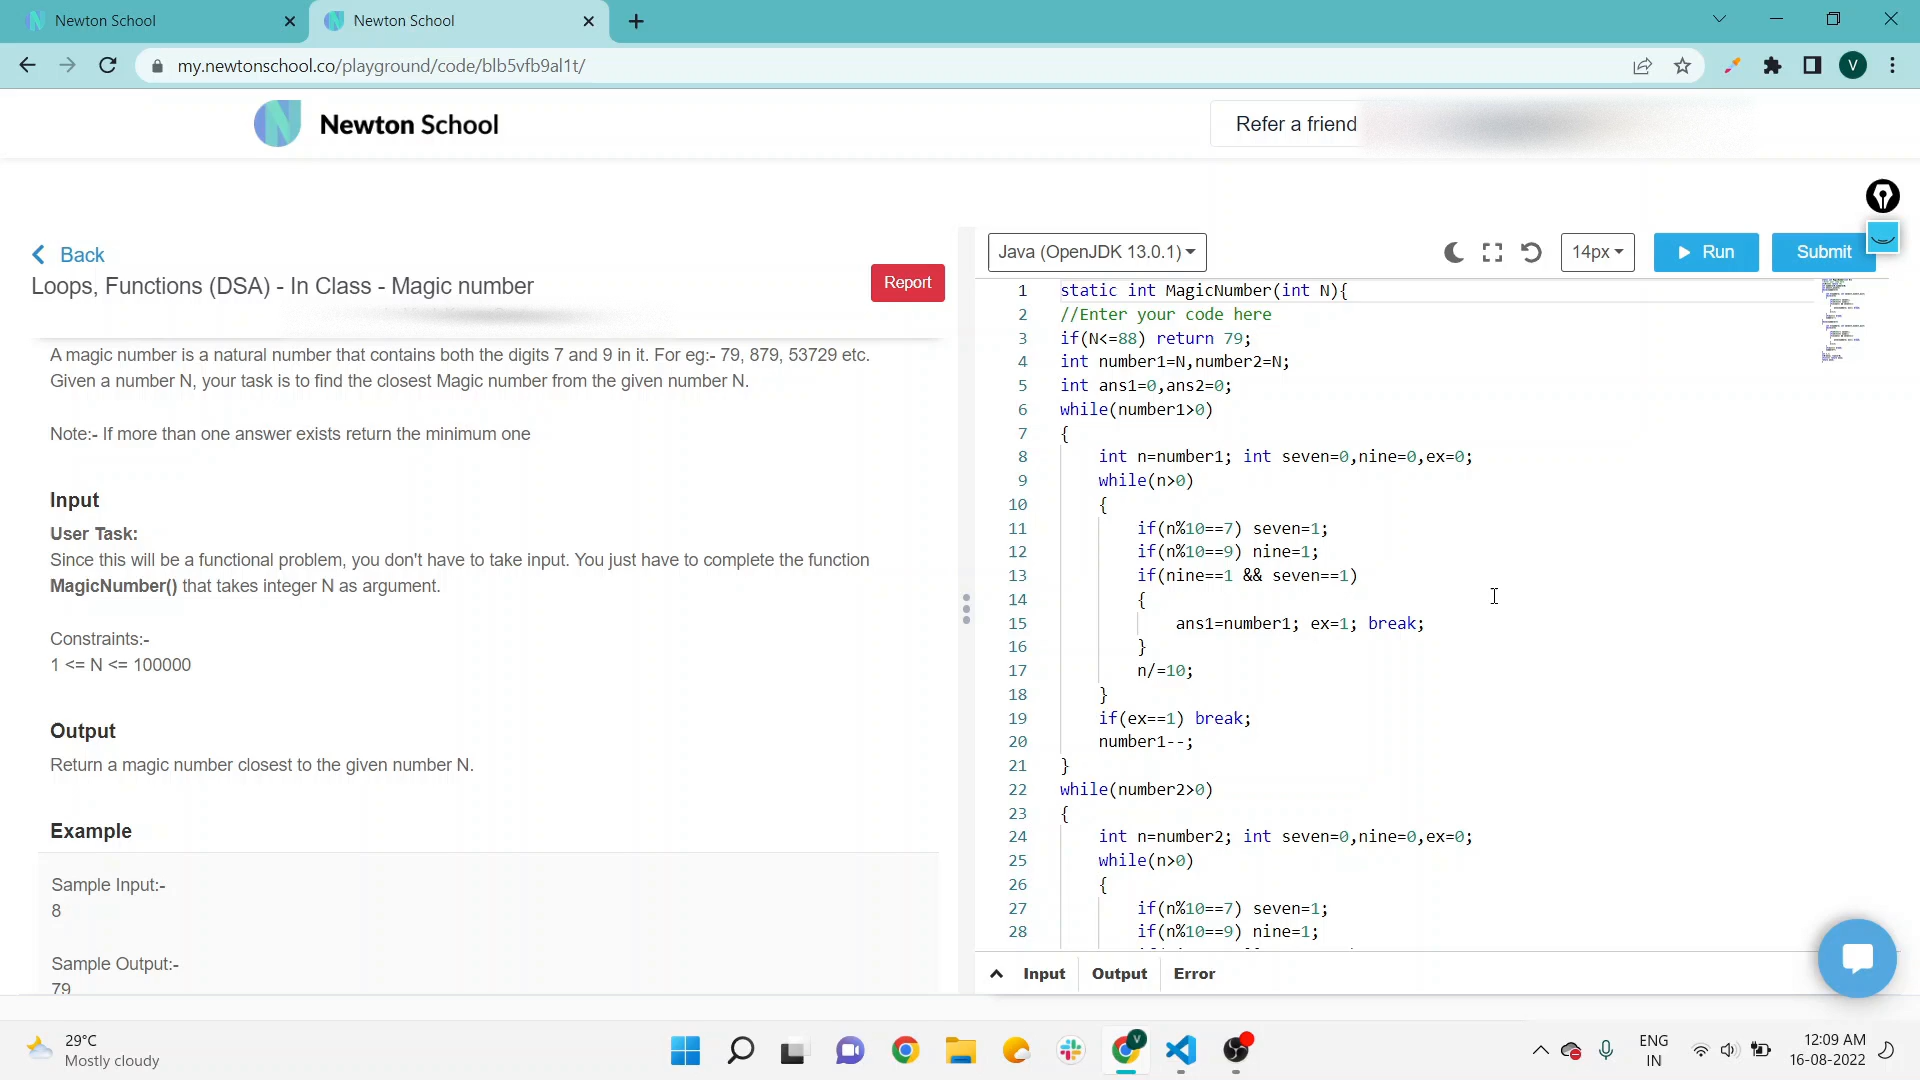 Newton School
Newton School
my.newtonschool.co/playground/code/blb5vfb9al1t/
V
Newton School
Refer a friend
Back
Loops, Functions (DSA) - In Class - Magic number
Report
A magic number is a natural number that contains both the digits 7 and 9 in it. For eg:- 79, 879, 53729 etc.
Given a number N, your task is to find the closest Magic number from the given number N.
Note:- If more than one answer exists return the minimum one
Input
User Task:
Since this will be a functional problem, you don't have to take input. You just have to complete the function
MagicNumber() that takes integer N as argument.
Constraints:-
1 <= N <= 100000
Output
Return a magic number closest to the given number N.
Example
Sample Input:-
8
Sample Output:-
79
Java (OpenJDK 13.0.1)
14px
Run
Submit
1 static int MagicNumber(int N){
2 //Enter your code here
3 if(N<=88) return 79;
4 int number1=N,number2=N;
5 int ans1=0,ans2=0;
6 while(number1>0)
7 {
8 int n=number1; int seven=0,nine=0,ex=0;
9 while(n>0)
10 {
11 if(n%10==7) seven=1;
12 if(n%10==9) nine=1;
13 if(nine==1 && seven==1)
14 {
15 ans1=number1; ex=1; break;
16 }
17 n/=10;
18 }
19 if(ex==1) break;
20 number1--;
21 }
22 while(number2>0)
23 {
24 int n=number2; int seven=0,nine=0,ex=0;
25 while(n>0)
26 {
27 if(n%10==7) seven=1;
28 if(n%10==9) nine=1;
Input Output Error
29°C
Mostly cloudy
V
ENG
IN
12:09 AM
16-08-2022